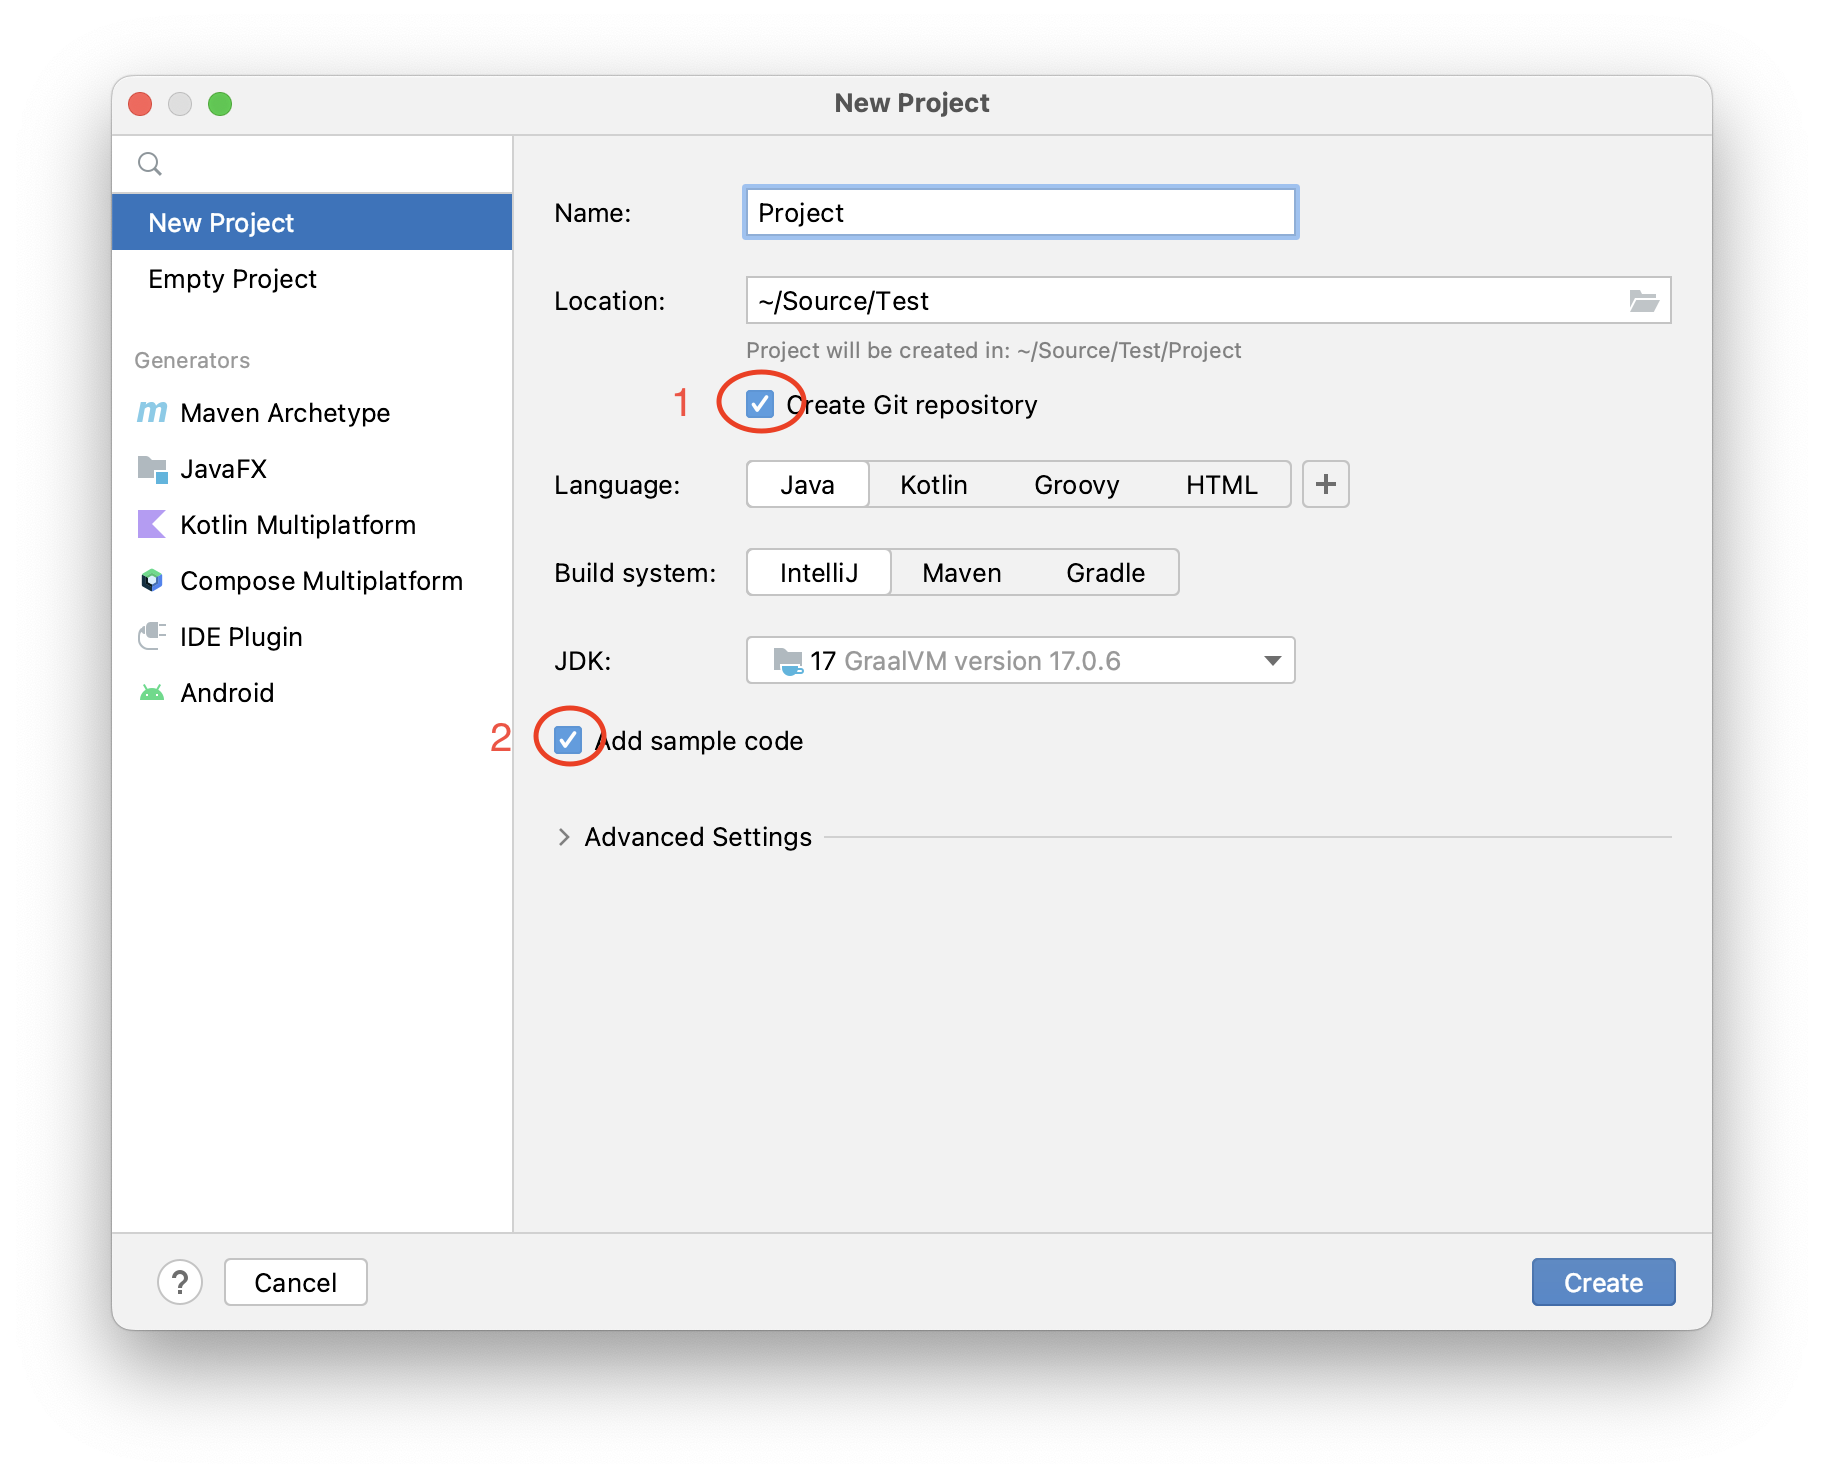 New Project
New Project
Empty Project
Generators
Maven Archetype
JavaFX
Kotlin Multiplatform
Compose Multiplatform
IDE Plugin
Android
Name: Project
Location: ~/Source/Test
Project will be created in: ~/Source/Test/Project
1 Create Git repository
Language: Java Kotlin Groovy HTML +
Build system: IntelliJ Maven Gradle
JDK: 17 GraalVM version 17.0.6
2 Add sample code
Advanced Settings
? Cancel Create